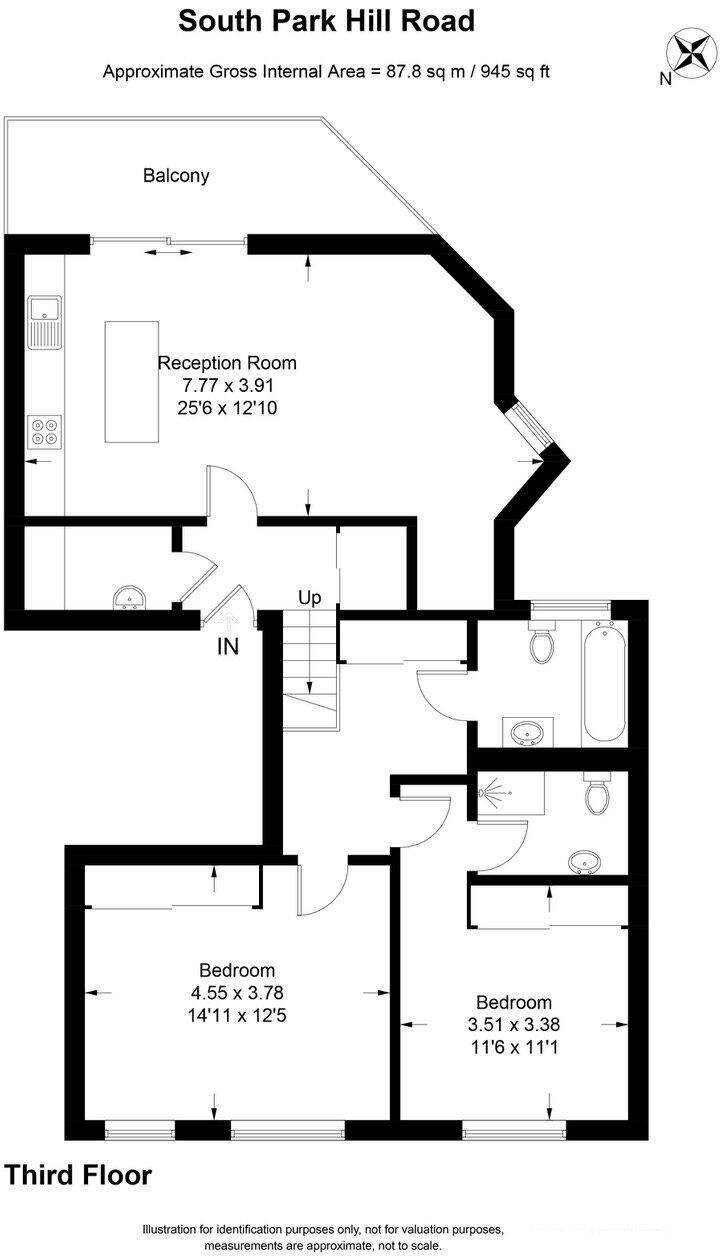 South Park Hill Road
Approximate Gross Internal Area = 87.8 sq m / 945 sq ft
N
Balcony
Reception Room
7.77 x 3.91
25'6 x 12'10
Up
IN
Bedroom
4.55 x 3.78
14'11 x 12'5
Bedroom
3.51 x 3.38
11'6 x 11'1
Third Floor
Illustration for identification purposes only, not for valuation purposes,
measurements are approximate, not to scale.